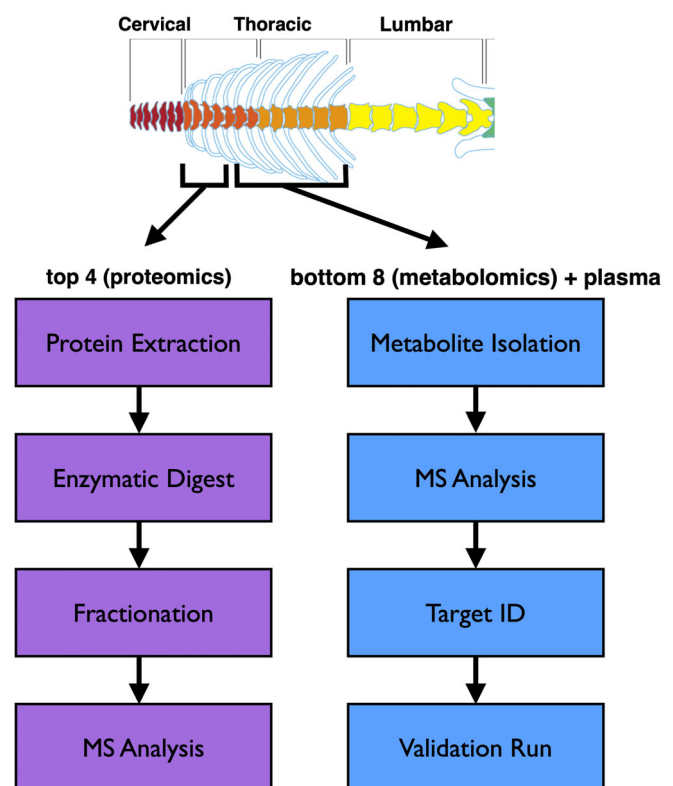 Cervical Thoracic Lumbar
top 4 (proteomics) bottom 8 (metabolomics) + plasma
Protein Extraction Metabolite Isolation
Enzymatic Digest MS Analysis
Fractionation Target ID
MS Analysis Validation Run